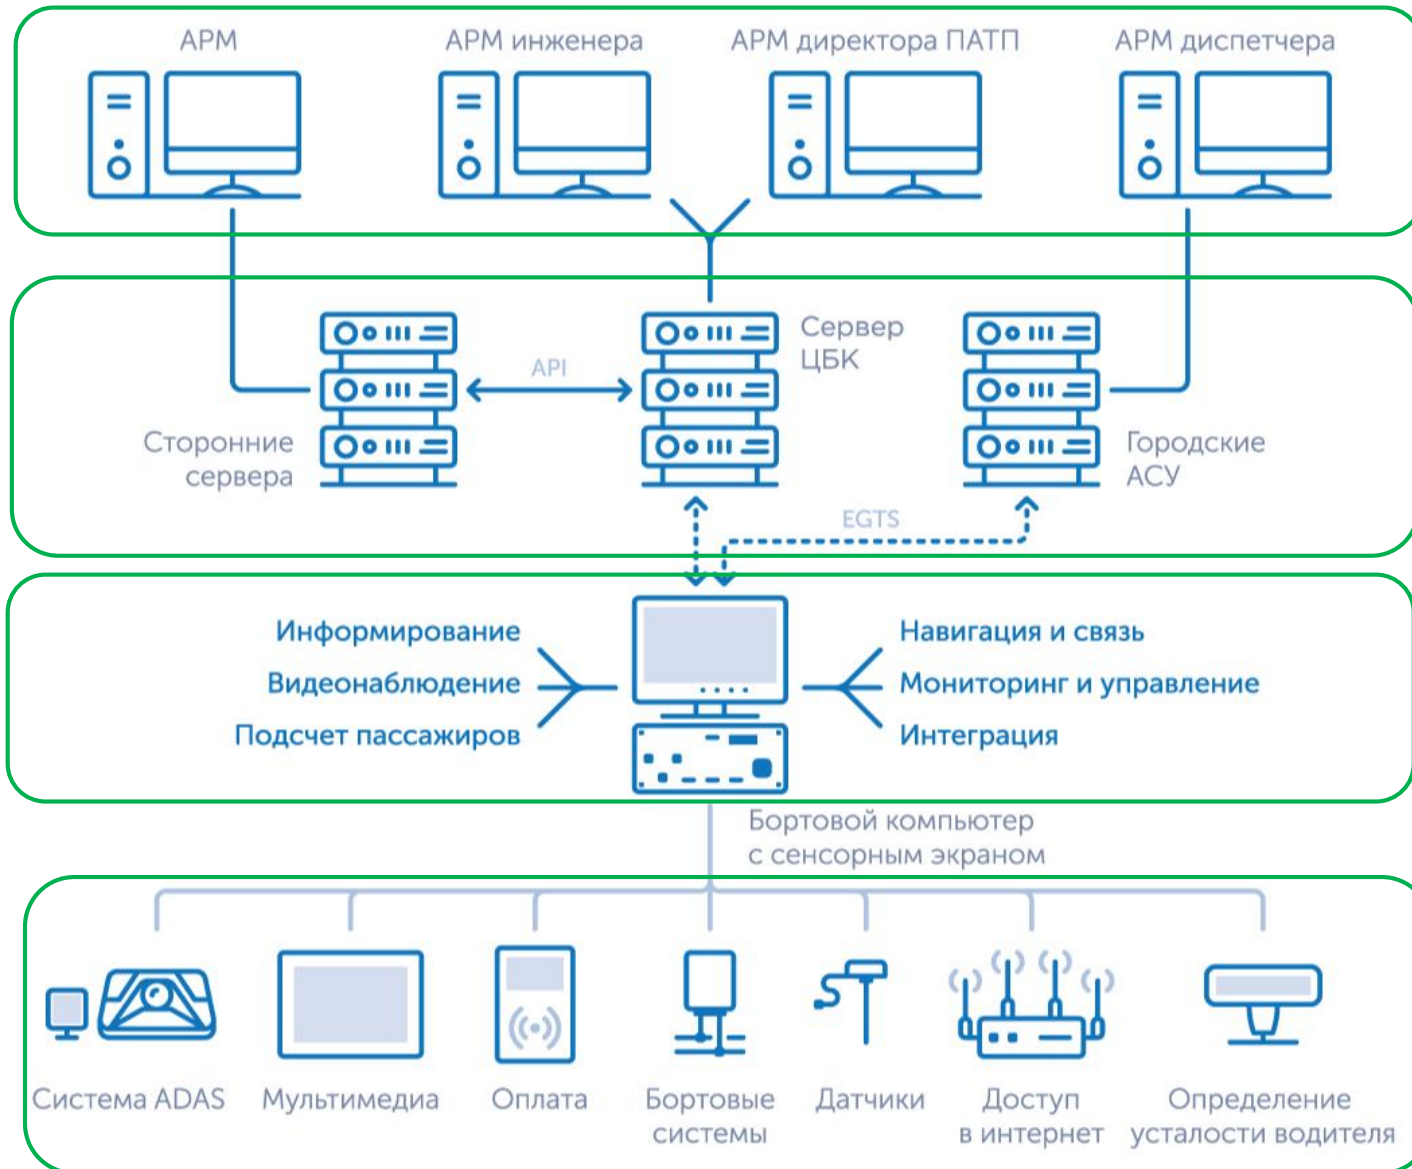 АРМ
АРМ инженера
АРМ директора ПАТП
АРМ диспетчера
Сервер
ЦБК
API
Сторонние
сервера
Городские
АСУ
EGTS
Информирование
Видеонаблюдение
Подсчет пассажиров
Навигация и связь
Мониторинг и управление
Интеграция
Бортовой компьютер
с сенсорным экраном
Система ADAS
Мультимедиа
Оплата
Бортовые
системы
Датчики
Доступ
в интернет
Определение
усталости водителя